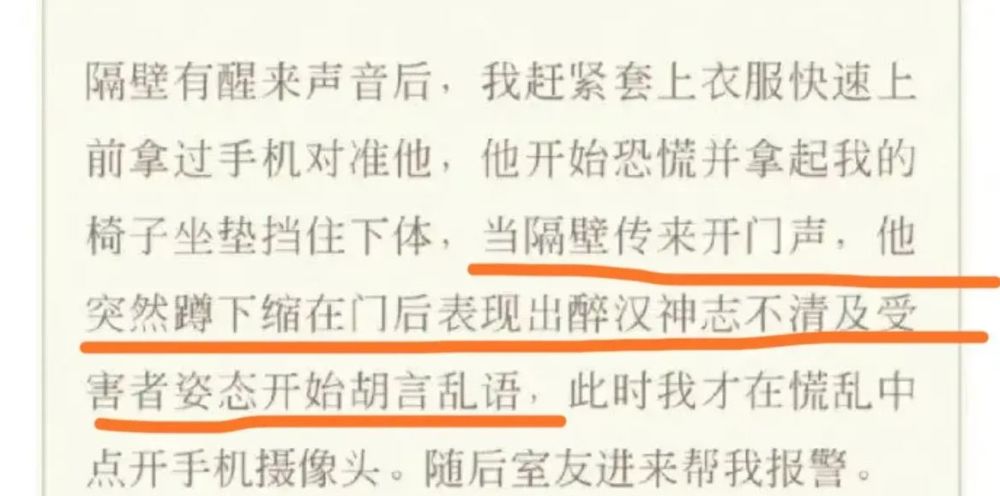 隔壁有醒来声音后，我赶紧套上衣服快速上
前拿过手机对准他，他开始恐慌并拿起我的
椅子坐垫挡住下体，当隔壁传来开门声，他
突然蹲下缩在门后表现出醉汉神志不清及受
害者姿态开始胡言乱语，此时我才在慌乱中
点开手机摄像头。随后室友进来帮我报警。